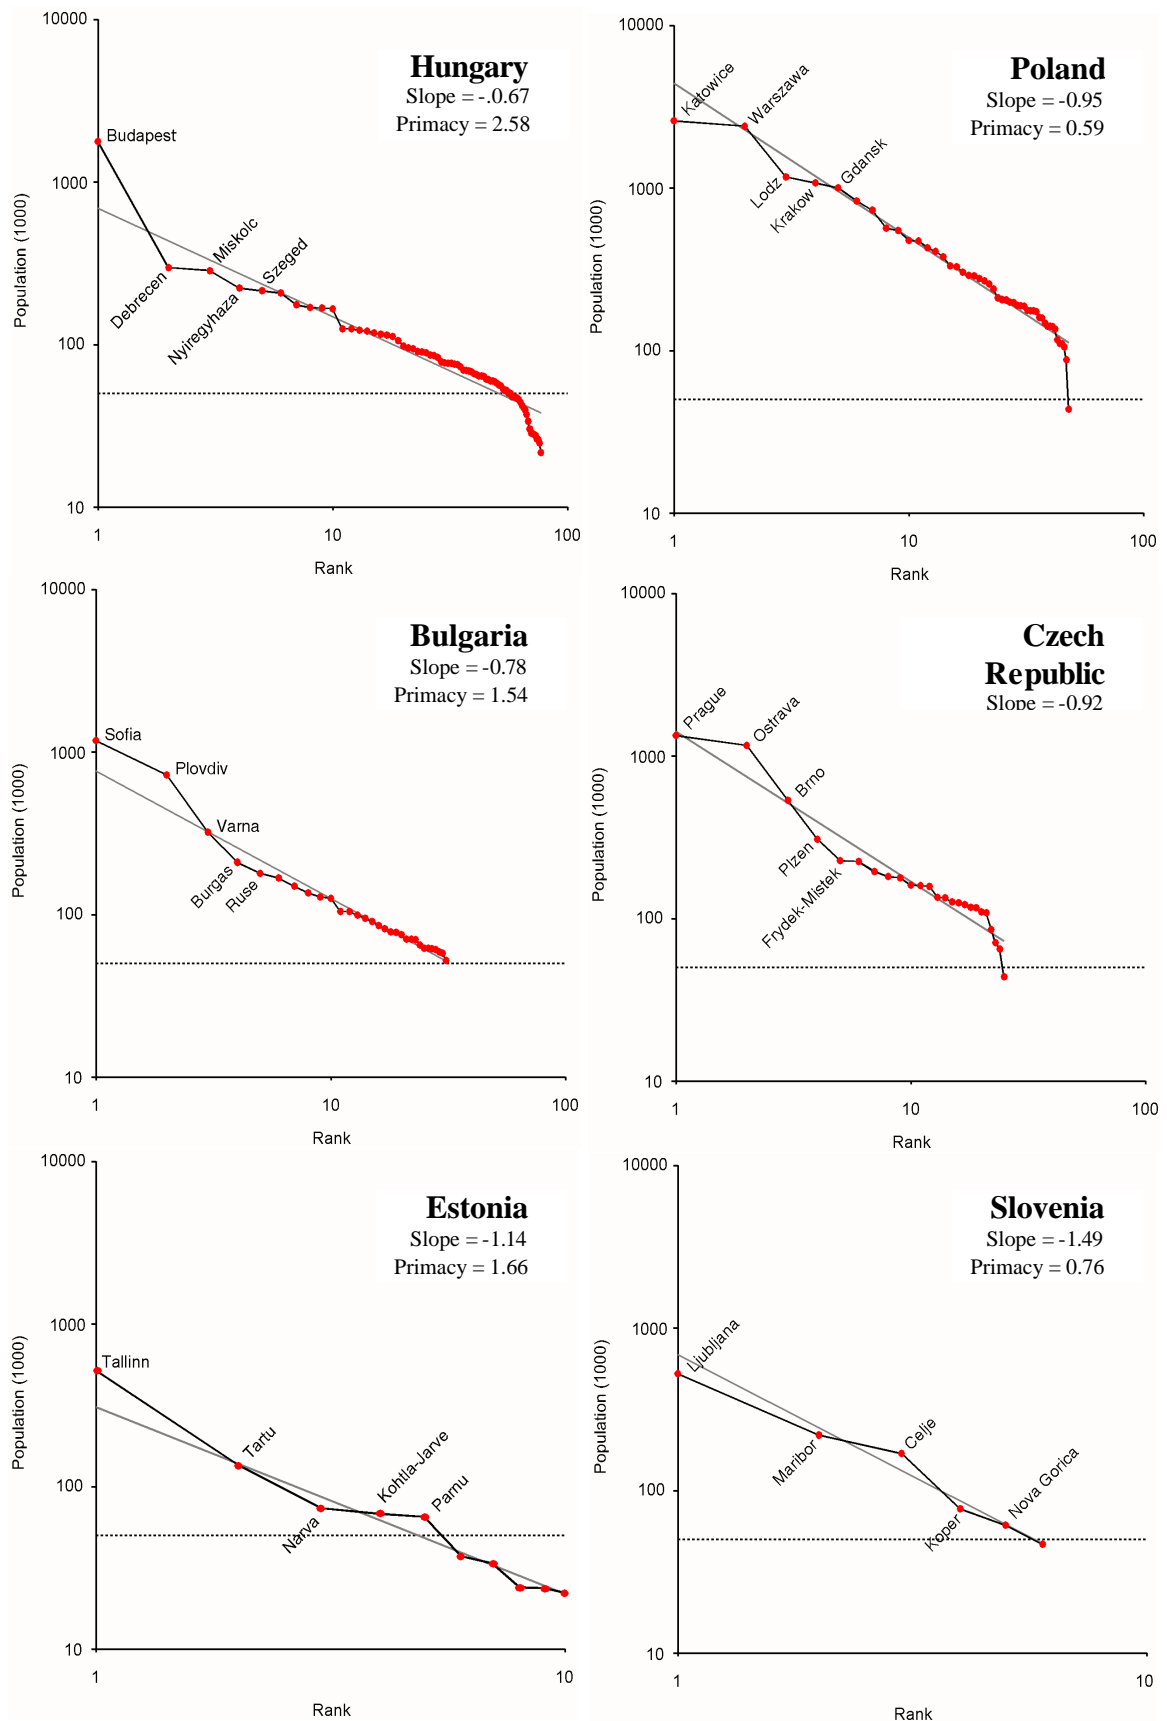 10000
1000
100
10
1
10
100
Population (1000)
Rank
Hungary
Slope = -.0.67
Primacy = 2.58
Budapest
Debrecen
Miskolc
Nyiregyhaza
Szeged
10000
1000
100
10
1
10
100
Population (1000)
Rank
Poland
Slope = -0.95
Primacy = 0.59
Katowice
Warszawa
Lodz
Krakow
Gdansk
10000
1000
100
10
1
10
100
Population (1000)
Rank
Bulgaria
Slope = -0.78
Primacy = 1.54
Sofia
Plovdiv
Varna
Burgas
Ruse
10000
1000
100
10
1
10
100
Population (1000)
Rank
Czech
Republic
Slope = -0.92
Prague
Ostrava
Brno
Plzen
Frydek-Mistek
10000
1000
100
10
1
10
Population (1000)
Rank
Estonia
Slope = -1.14
Primacy = 1.66
Tallinn
Tartu
Narva
Kohtla-Jarve
Parnu
10000
1000
100
10
1
10
Population (1000)
Rank
Slovenia
Slope = -1.49
Primacy = 0.76
Ljubljana
Maribor
Celje
Koper
Nova Gorica